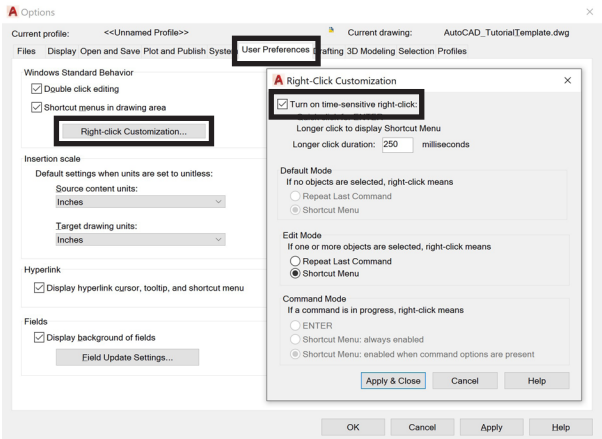 Options
Current profile: <<Unnamed Profile>> Current drawing: AutoCAD_TutorialTemplate.dwg
Files Display Open and Save Plot and Publish System User Preferences Drafting 3D Modeling Selection Profiles
Windows Standard Behavior
Double click editing
Shortcut menus in drawing area
Right-click Customization...
Insertion scale
Default settings when units are set to unitless:
Source content units:
Inches
Target drawing units:
Inches
Hyperlink
Display hyperlink cursor, tooltip, and shortcut menu
Fields
Display background of fields
Field Update Settings...
Right-Click Customization
Turn on time-sensitive right-click:
Longer click to display Shortcut Menu
Longer click duration: 250 milliseconds
Default Mode
If no objects are selected, right-click means
Repeat Last Command
Shortcut Menu
Edit Mode
If one or more objects are selected, right-click means
Repeat Last Command
Shortcut Menu
Command Mode
If a command is in progress, right-click means
ENTER
Shortcut Menu: always enabled
Shortcut Menu: enabled when command options are present
Apply & Close Cancel Help
OK Cancel Apply Help